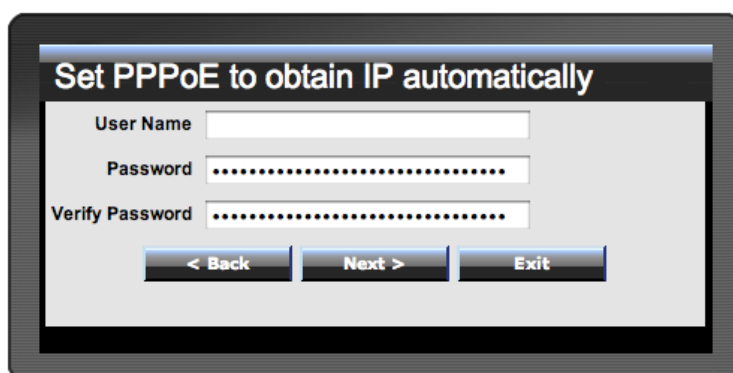 Set PPPoE to obtain IP automatically
User Name
Password ••••••••••••••••••••••••••••••••
Verify Password ••••••••••••••••••••••••••••••••
< Back Next > Exit